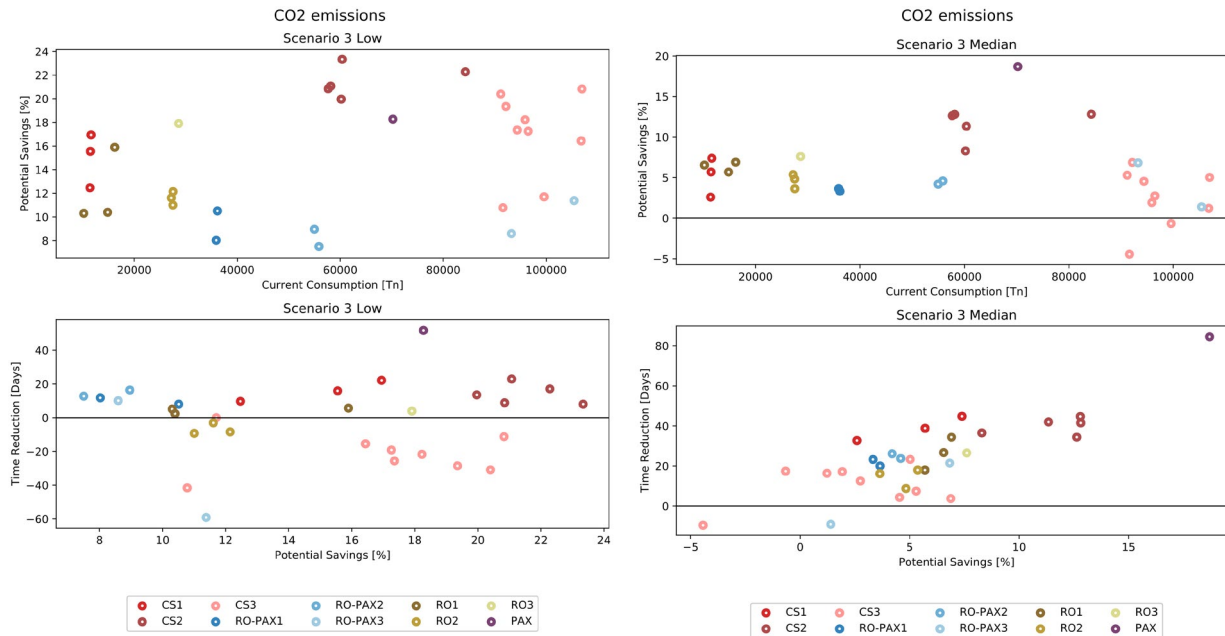 CO2 emissions
Scenario 3 Low
24
22
20
18
16
14
12
10
8
Potential Savings [%]
20000 40000 60000 80000 100000
Current Consumption [Tn]
Scenario 3 Low
40
20
0
−20
−40
−60
Time Reduction [Days]
8 10 12 14 16 18 20 22 24
Potential Savings [%]
CS1 CS3 RO-PAX2 RO1 RO3
CS2 RO-PAX1 RO-PAX3 RO2 PAX
CO2 emissions
Scenario 3 Median
20
15
10
5
0
−5
Potential Savings [%]
20000 40000 60000 80000 100000
Current Consumption [Tn]
Scenario 3 Median
80
60
40
20
0
Time Reduction [Days]
−5 0 5 10 15
Potential Savings [%]
CS1 CS3 RO-PAX2 RO1 RO3
CS2 RO-PAX1 RO-PAX3 RO2 PAX